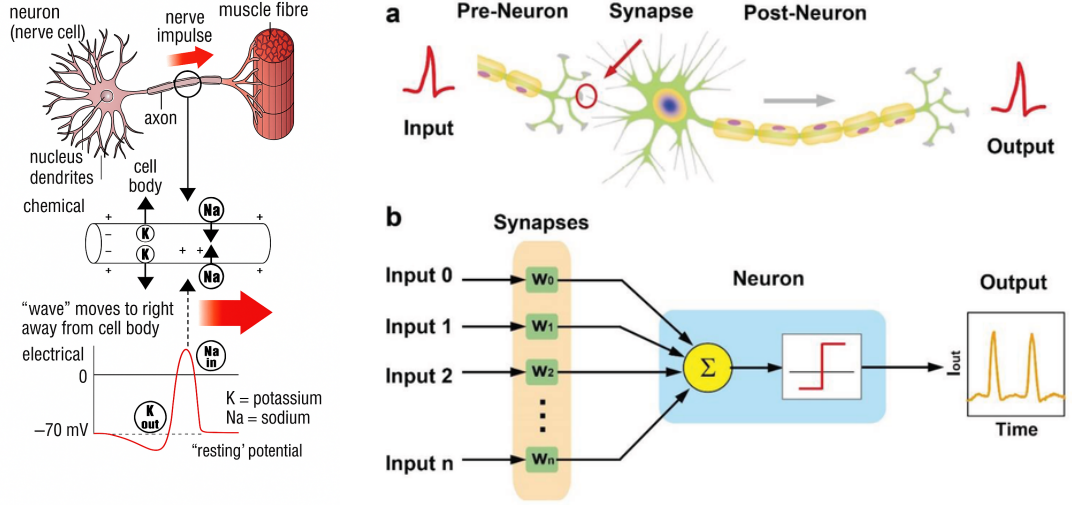 neuron
(nerve cell)
nerve
impulse
muscle fibre
axon
nucleus
dendrites
cell
body
chemical
+
Na
+
–
K
–
K
+ +
+
Na
+
"wave" moves to right
away from cell body
electrical
Na
in
0
K
out
K = potassium
Na = sodium
–70 mV
"resting' potential
a
Pre-Neuron
Synapse
Post-Neuron
Input
Output
b
Synapses
Input 0
W0
Neuron
Output
Input 1
W1
Input 2
W2
Σ
Iout
Time
Input n
Wn